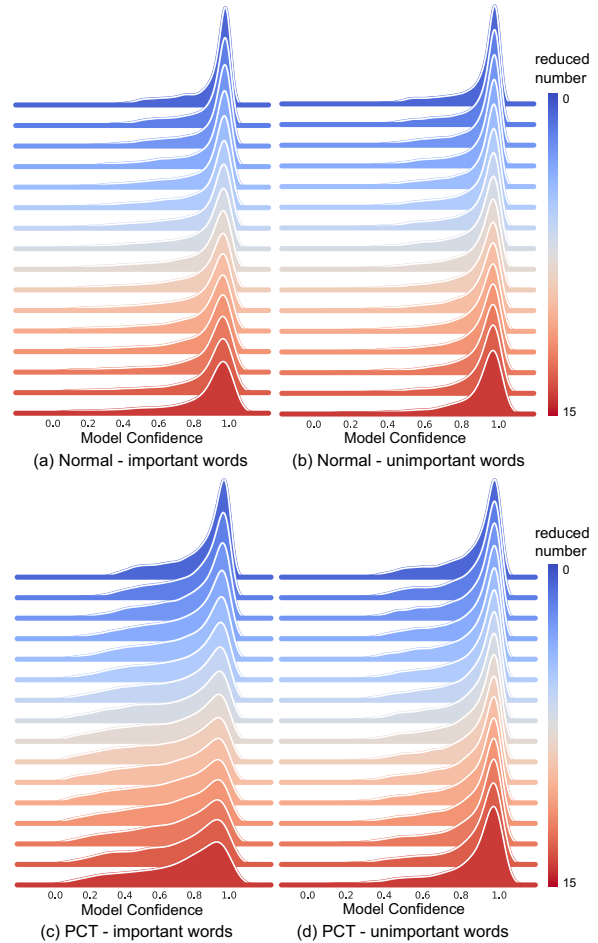 reduced
number
0
15
0.0 0.2 0.4 0.6 0.8 1.0
0.0 0.2 0.4 0.6 0.8 1.0
Model Confidence
Model Confidence
(a) Normal - important words
(b) Normal - unimportant words
reduced
number
0
15
0.0 0.2 0.4 0.6 0.8 1.0
0.0 0.2 0.4 0.6 0.8 1.0
Model Confidence
Model Confidence
(c) PCT - important words
(d) PCT - unimportant words